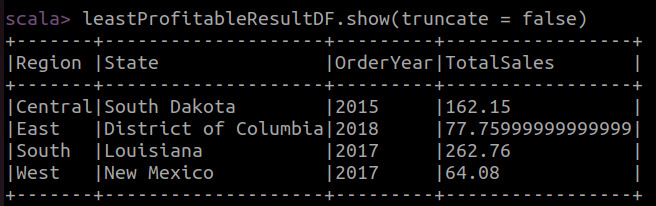 scala> leastProfitableResultDF.show(truncate = false)
+-------+--------------------+---------+-----------------+
|Region |State               |OrderYear|TotalSales       |
+-------+--------------------+---------+-----------------+
|Central|South Dakota        |2015     |162.15           |
|East   |District of Columbia|2018     |77.75999999999999|
|South  |Louisiana           |2017     |262.76           |
|West   |New Mexico          |2017     |64.08            |
+-------+--------------------+---------+-----------------+